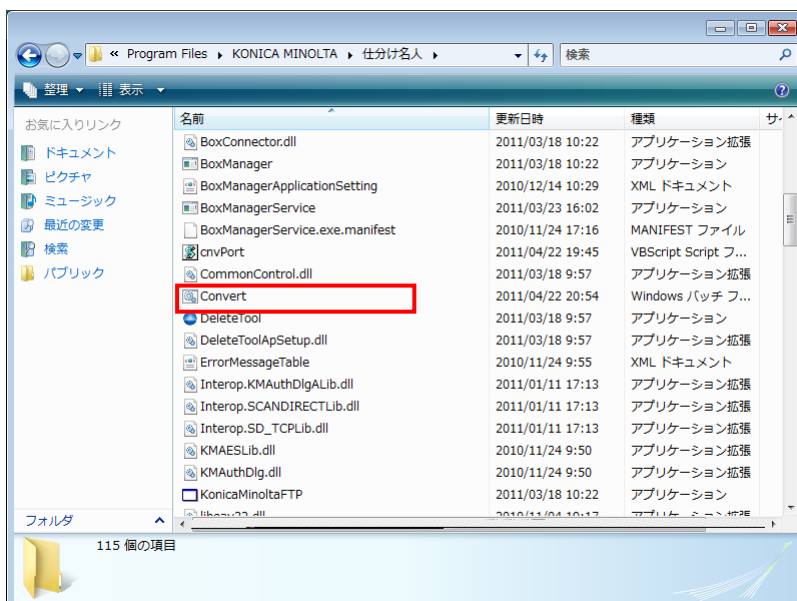 « Program Files ▸ KONICA MINOLTA ▸ 仕分け名人 ▸ 検索
整理 表示
お気に入りリンク
ドキュメント
ピクチャ
ミュージック
最近の変更
検索
パブリック
フォルダ
名前 更新日時 種類 サ
BoxConnector.dll 2011/03/18 10:22 アプリケーション拡張
BoxManager 2011/03/18 10:22 アプリケーション
BoxManagerApplicationSetting 2010/12/14 10:29 XML ドキュメント
BoxManagerService 2011/03/23 16:02 アプリケーション
BoxManagerService.exe.manifest 2010/11/24 17:16 MANIFEST ファイル
cnvPort 2011/04/22 19:45 VBScript Script フ...
CommonControl.dll 2011/03/18 9:57 アプリケーション拡張
Convert 2011/04/22 20:54 Windows バッチ フ...
DeleteTool 2011/03/18 9:57 アプリケーション
DeleteToolApSetup.dll 2011/03/18 9:57 アプリケーション拡張
ErrorMessageTable 2010/11/24 9:55 XML ドキュメント
Interop.KMAuthDlgALib.dll 2011/01/11 17:13 アプリケーション拡張
Interop.SCANDIRECTLib.dll 2011/01/11 17:13 アプリケーション拡張
Interop.SD_TCPLib.dll 2011/01/11 17:13 アプリケーション拡張
KMAESLib.dll 2010/11/24 9:50 アプリケーション拡張
KMAuthDlg.dll 2010/11/24 9:50 アプリケーション拡張
KonicaMinoltaFTP 2011/03/18 10:22 アプリケーション
115 個の項目